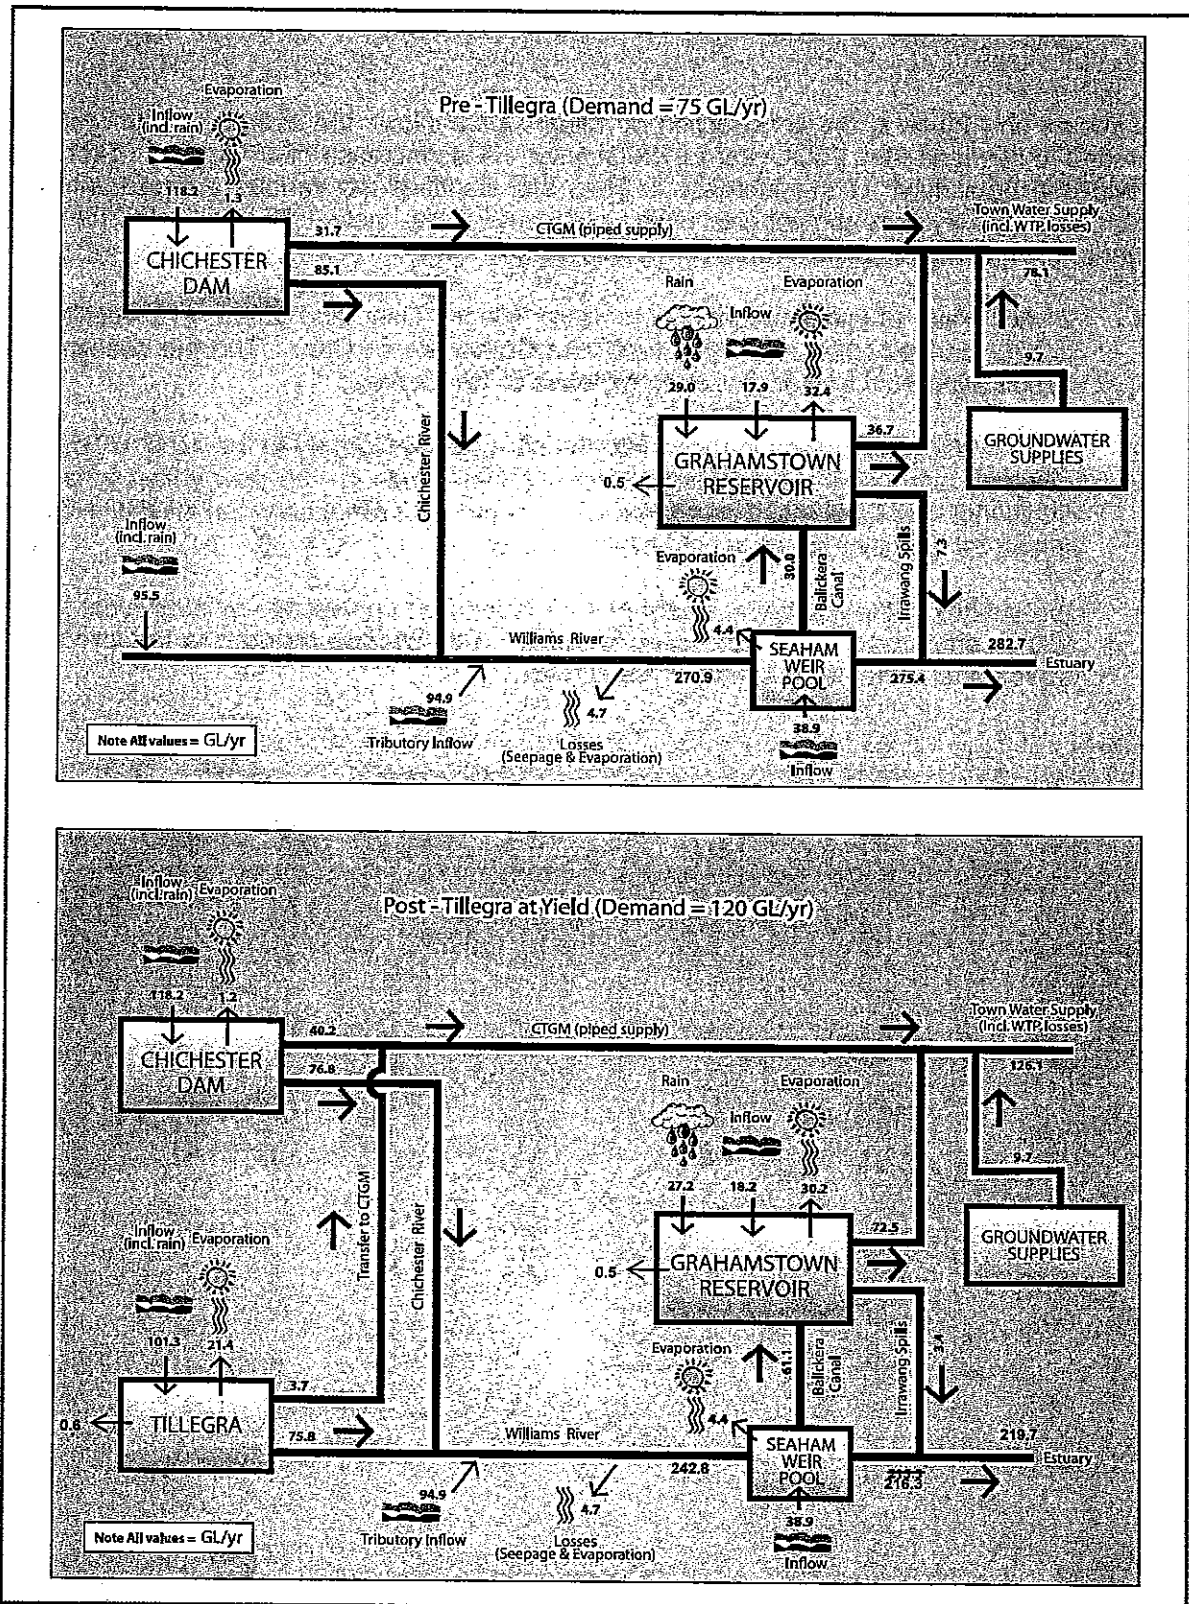 Pre - Tillegra (Demand = 75 GL/yr)
Evaporation
Inflow
(incl.rain)
118.2
1.3
CHICHESTER
DAM
31.7
85.1
CTGM (piped supply)
Town Water Supply
(incl.WTP losses)
78.1
Rain
Inflow
Evaporation
29.0
17.9
32.4
9.7
GRAHAMSTOWN
RESERVOIR
36.7
0.5
GROUNDWATER
SUPPLIES
Chichester River
Inflow
(incl.rain)
95.5
Evaporation
4.4
30.0
Balickera
Canal
Irrawang Spills
7.3
Williams River
270.9
SEAHAM
WEIR
POOL
275.4
282.7
Estuary
94.9
Tributary Inflow
4.7
Losses
(Seepage & Evaporation)
38.9
Inflow
Note All values = GL/yr
Post - Tillegra at Yield (Demand = 120 GL/yr)
Inflow
(incl.rain)
Evaporation
118.2
1.2
CHICHESTER
DAM
40.2
76.8
CTGM (piped supply)
Town Water Supply
(incl.WTP losses)
126.1
Rain
Inflow
Evaporation
27.2
18.2
30.2
9.7
GRAHAMSTOWN
RESERVOIR
72.5
0.5
GROUNDWATER
SUPPLIES
Transfer to CTGM
Chichester River
Inflow
(incl.rain)
Evaporation
101.3
21.4
TILLEGRA
0.6
3.7
75.8
Evaporation
4.4
61.1
Balickera
Canal
Irrawang Spills
3.4
Williams River
242.8
SEAHAM
WEIR
POOL
216.3
219.7
Estuary
94.9
Tributary Inflow
4.7
Losses
(Seepage & Evaporation)
38.9
Inflow
Note All values = GL/yr